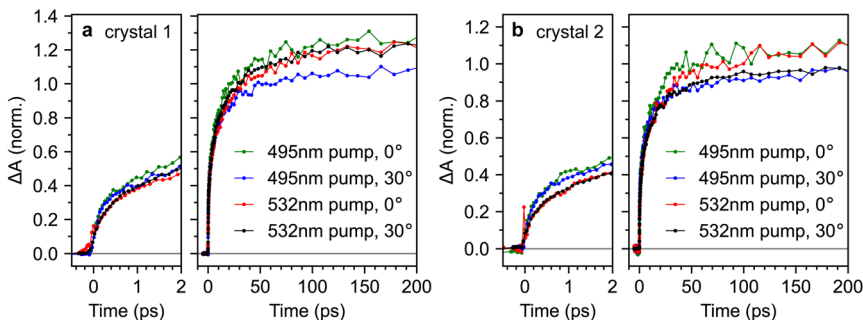 a crystal 1
1.4
1.2
1.0
0.8
0.6
0.4
0.2
0.0
ΔA (norm.)
495nm pump, 0°
495nm pump, 30°
532nm pump, 0°
532nm pump, 30°
0 1 2
0 50 100 150 200
Time (ps) Time (ps)
b crystal 2
1.2
1.0
0.8
0.6
0.4
0.2
0.0
ΔA (norm.)
495nm pump, 0°
495nm pump, 30°
532nm pump, 0°
532nm pump, 30°
0 1 2
0 50 100 150 200
Time (ps) Time (ps)